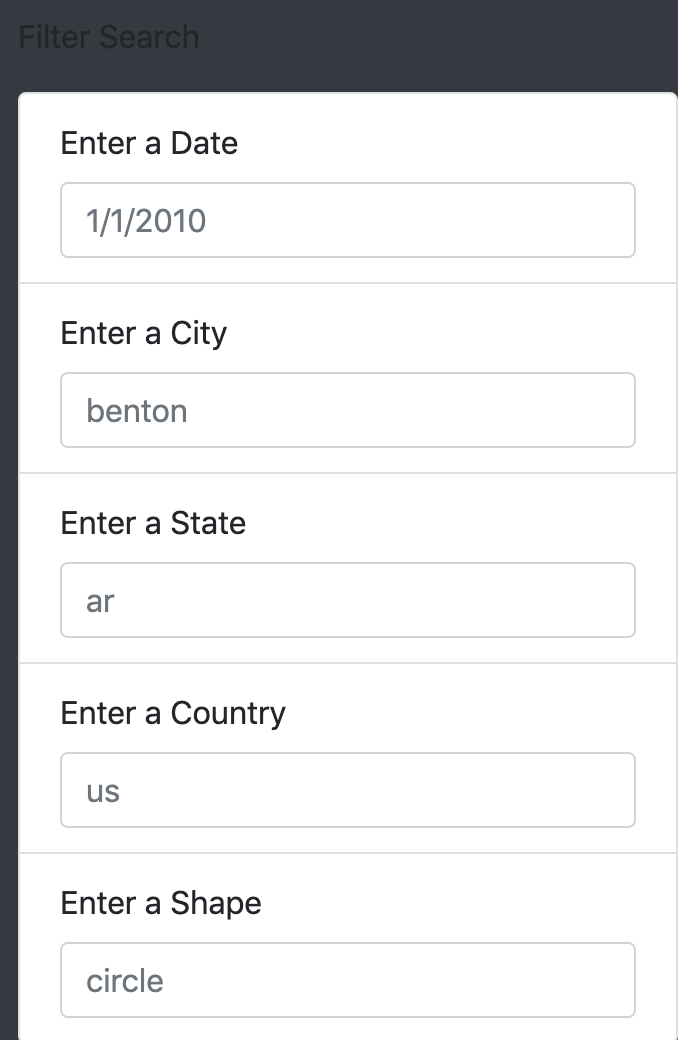 Filter Search
Enter a Date
1/1/2010
Enter a City
benton
Enter a State
ar
Enter a Country
us
Enter a Shape
circle